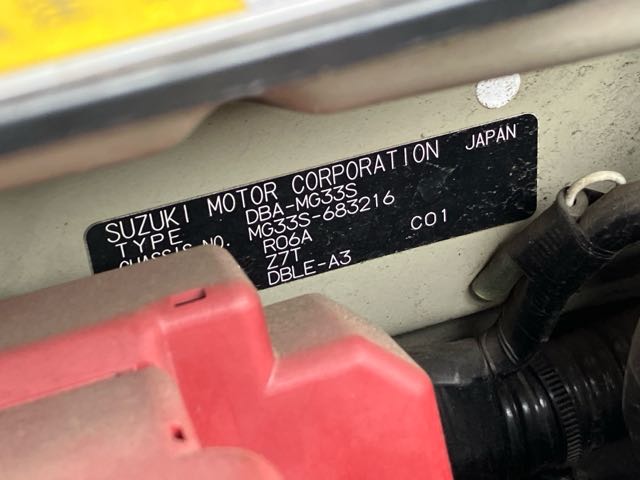 SUZUKI MOTOR CORPORATION JAPAN
TYPE DBA-MG33S
CHASSIS NO. MG33S-683216
R06A C01
Z7T
DBLE-A3